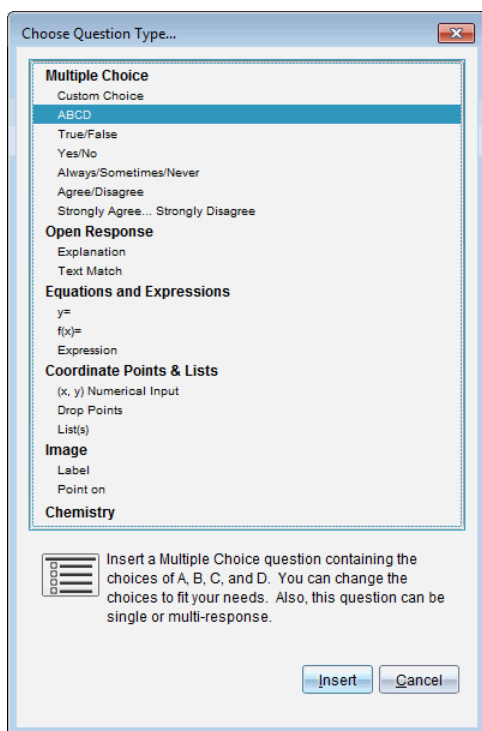 Choose Question Type...
Multiple Choice
Custom Choice
ABCD
True/False
Yes/No
Always/Sometimes/Never
Agree/Disagree
Strongly Agree... Strongly Disagree
Open Response
Explanation
Text Match
Equations and Expressions
y=
f(x)=
Expression
Coordinate Points & Lists
(x, y) Numerical Input
Drop Points
List(s)
Image
Label
Point on
Chemistry
Insert a Multiple Choice question containing the
choices of A, B, C, and D.  You can change the
choices to fit your needs.  Also, this question can be
single or multi-response.
Insert
Cancel